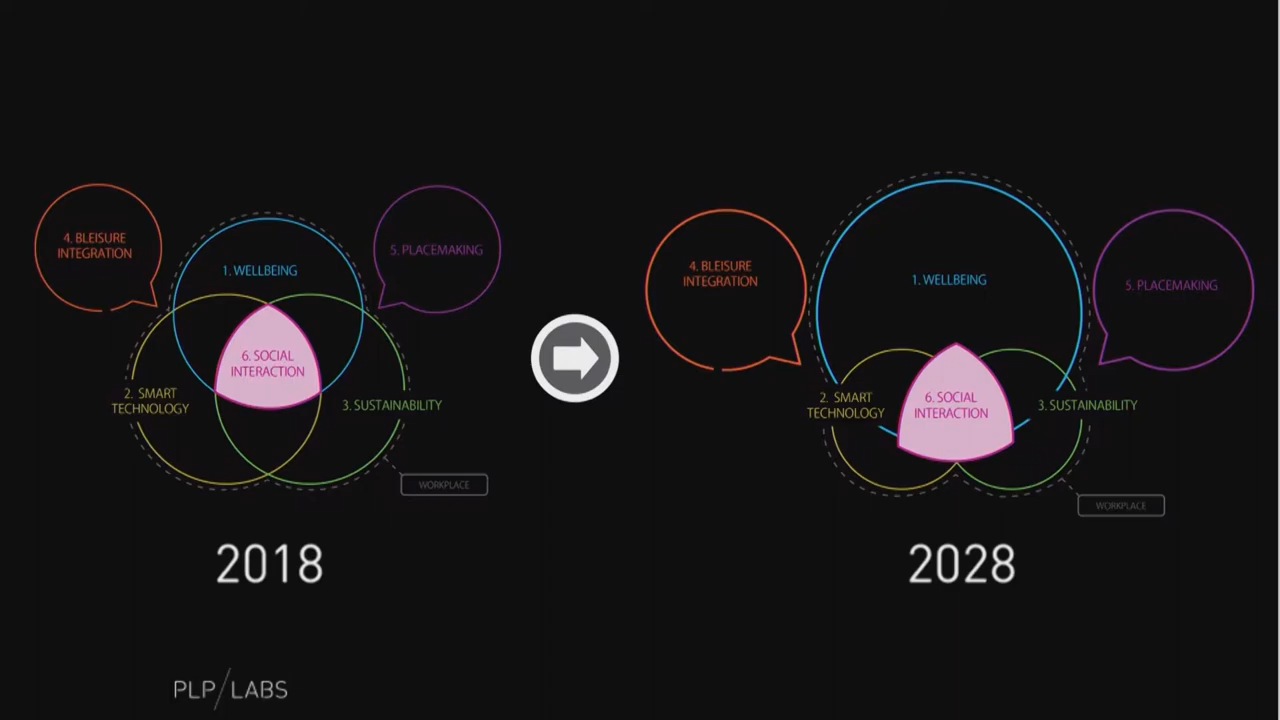 4. BLEISURE
INTEGRATION
1. WELLBEING
5. PLACEMAKING
6. SOCIAL
INTERACTION
2. SMART
TECHNOLOGY
3. SUSTAINABILITY
WORKPLACE
2018
4. BLEISURE
INTEGRATION
1. WELLBEING
5. PLACEMAKING
2. SMART
TECHNOLOGY
6. SOCIAL
INTERACTION
3. SUSTAINABILITY
WORKPLACE
2028
PLP/LABS